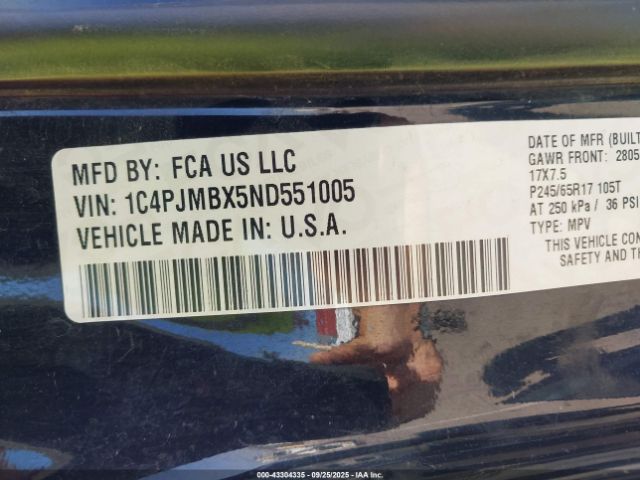 MFD BY: FCA US LLC
VIN: 1C4PJMBX5ND551005
VEHICLE MADE IN: U.S.A.
DATE OF MFR (BUILT
GAWR FRONT: 2805
17X7.5
P245/65R17 105T
AT 250 kPa / 36 PSI
TYPE: MPV
THIS VEHICLE CON
SAFETY AND TH
000-43304335 - 09/25/2025 - IAA Inc.